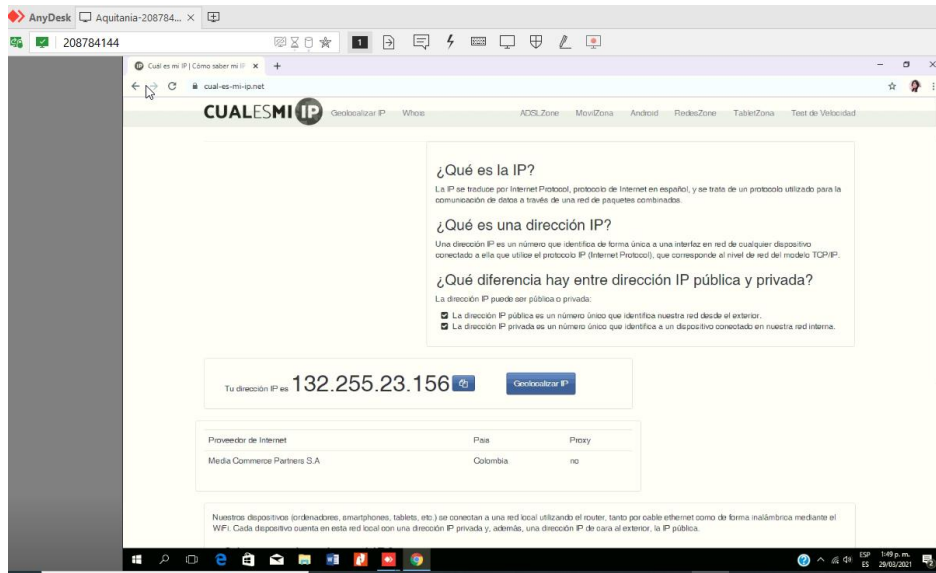 AnyDesk Aquitania-208784...
208784144
1
Cuál es mi IP | Cómo saber mi IP
cual-es-mi-ip.net
CUALESMI IP Geolocalizar IP Whois ADSLZone MovilZona Android RedesZone TabletZona Test de Velocidad
¿Qué es la IP?
La IP se traduce por Internet Protocol, protocolo de Internet en español, y se trata de un protocolo utilizado para la
comunicación de datos a través de una red de paquetes combinados.
¿Qué es una dirección IP?
Una dirección IP es un número que identifica de forma única a una interfaz en red de cualquier dispositivo
conectado a ella que utilice el protocolo IP (Internet Protocol), que corresponde al nivel de red del modelo TCP/IP.
¿Qué diferencia hay entre dirección IP pública y privada?
La dirección IP puede ser pública o privada:
La dirección IP pública es un número único que identifica nuestra red desde el exterior.
La dirección IP privada es un número único que identifica a un dispositivo conectado en nuestra red interna.
Tu dirección IP es 132.255.23.156 Geolocalizar IP
Proveedor de Internet País Proxy
Media Commerce Partners S.A Colombia no
Nuestros dispositivos (ordenadores, smartphones, tablets, etc.) se conectan a una red local utilizando el router, tanto por cable ethernet como de forma inalámbrica mediante el
WiFi. Cada dispositivo cuenta en esta red local con una dirección IP privada y, además, una dirección IP de cara al exterior, la IP pública.
ESP 1:49 p. m.
ES 29/03/2021